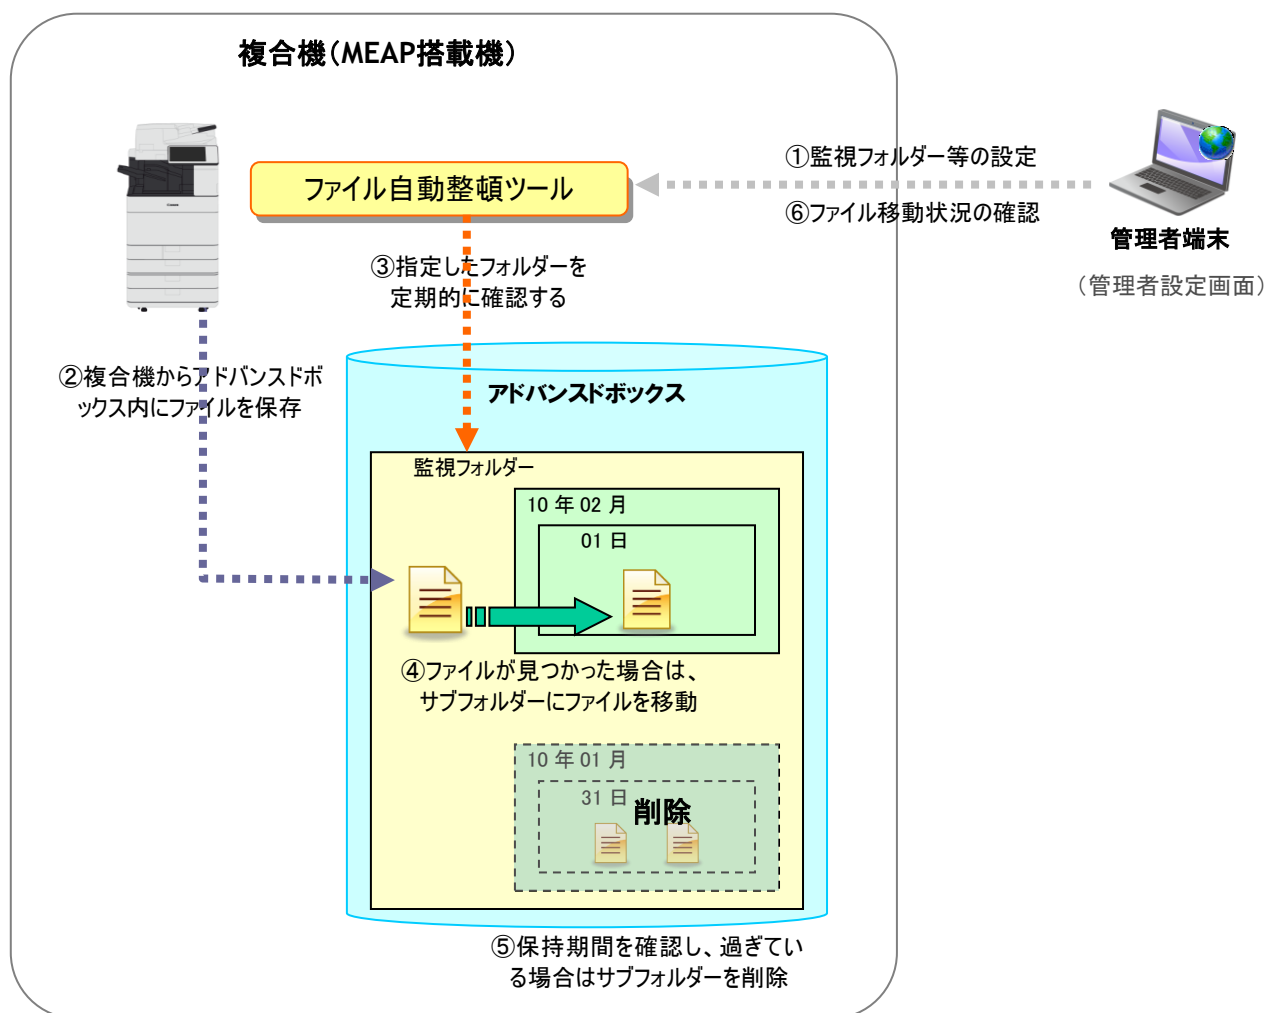 複合機（MEAP搭載機）
ファイル自動整頓ツール
①監視フォルダー等の設定
⑥ファイル移動状況の確認
管理者端末
（管理者設定画面）
③指定したフォルダーを
定期的に確認する
②複合機からアドバンスドボ
ックス内にファイルを保存
アドバンスドボックス
監視フォルダー
10 年 02 月
01 日
④ファイルが見つかった場合は、
サブフォルダーにファイルを移動
10 年 01 月
31 日
削除
⑤保持期間を確認し、過ぎてい
る場合はサブフォルダーを削除